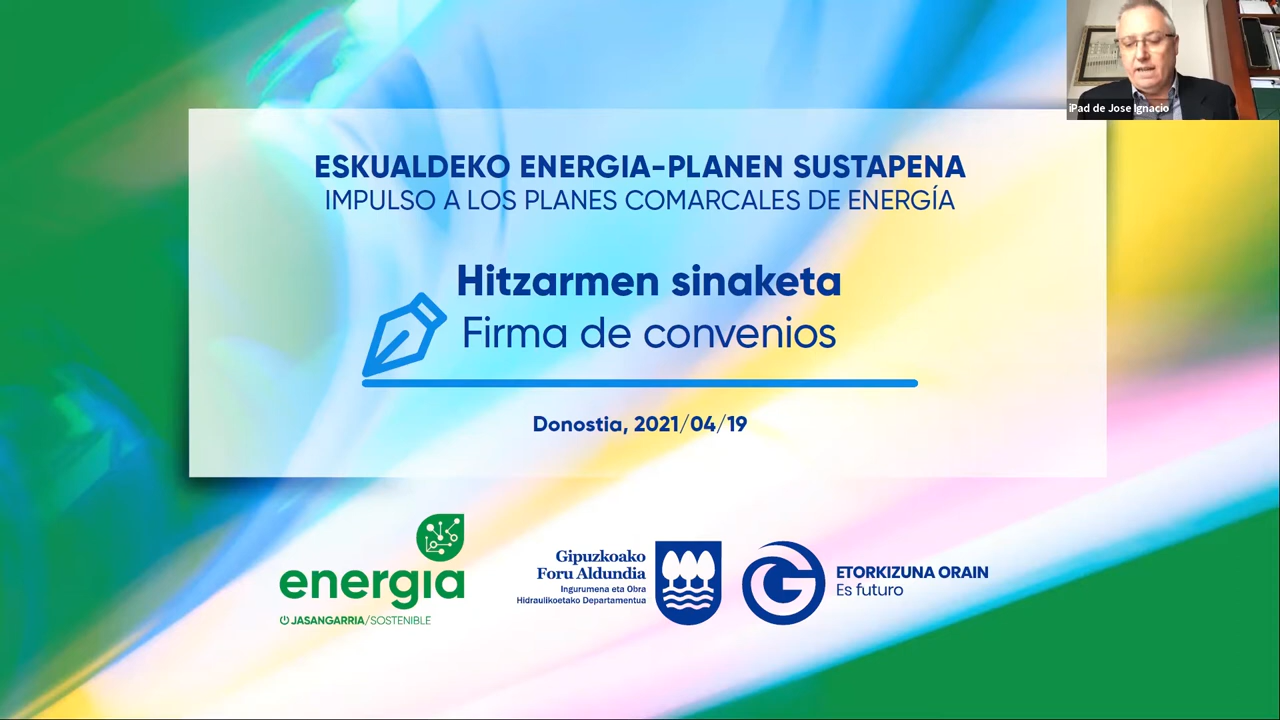 iPad de Jose Ignacio
ESKUALDEKO ENERGIA-PLANEN SUSTAPENA
IMPULSO A LOS PLANES COMARCALES DE ENERGÍA
Hitzarmen sinaketa
Firma de convenios
Donostia, 2021/04/19
energia
JASANGARRIA/SOSTENIBLE
Gipuzkoako
Foru Aldundia
Ingurumena eta Obra
Hidraulikoetako Departamentua
ETORKIZUNA ORAIN
Es futuro